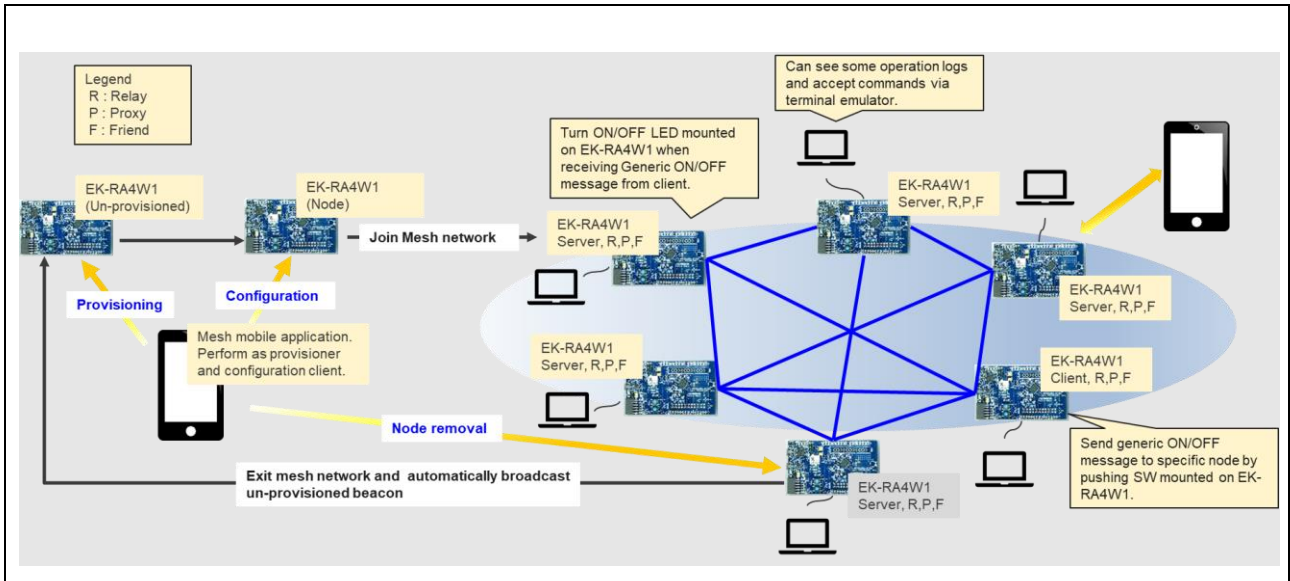 Legend
R : Relay
P : Proxy
F : Friend
Can see some operation logs
and accept commands via
terminal emulator.
Turn ON/OFF LED mounted
on EK-RA4W1 when
receiving Generic ON/OFF
message from client.
EK-RA4W1
(Un-provisioned)
EK-RA4W1
(Node)
Join Mesh network
EK-RA4W1
Server, R,P,F
EK-RA4W1
Server, R,P,F
EK-RA4W1
Server, R,P,F
Provisioning
Configuration
Mesh mobile application.
Perform as provisioner
and configuration client.
EK-RA4W1
Server, R,P,F
EK-RA4W1
Client, R,P,F
Node removal
Send generic ON/OFF
message to specific node by
pushing SW mounted on EK-
RA4W1.
Exit mesh network and automatically broadcast
un-provisioned beacon
EK-RA4W1
Server, R,P,F